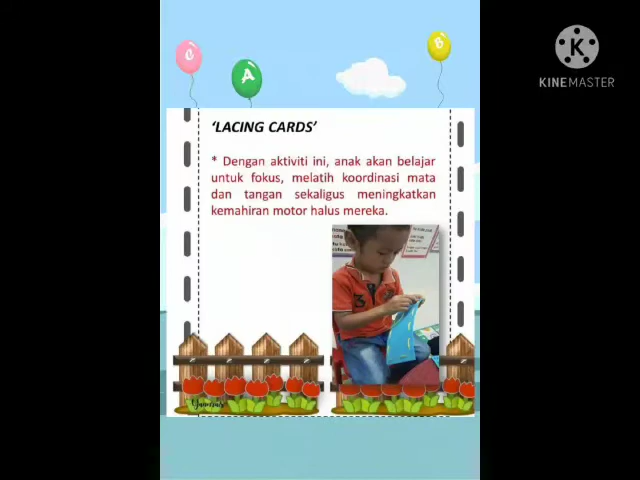 C
A
B
KINEMASTER
'LACING CARDS'
* Dengan aktiviti ini, anak akan belajar
untuk fokus, melatih koordinasi mata
dan tangan sekaligus meningkatkan
kemahiran motor halus mereka.